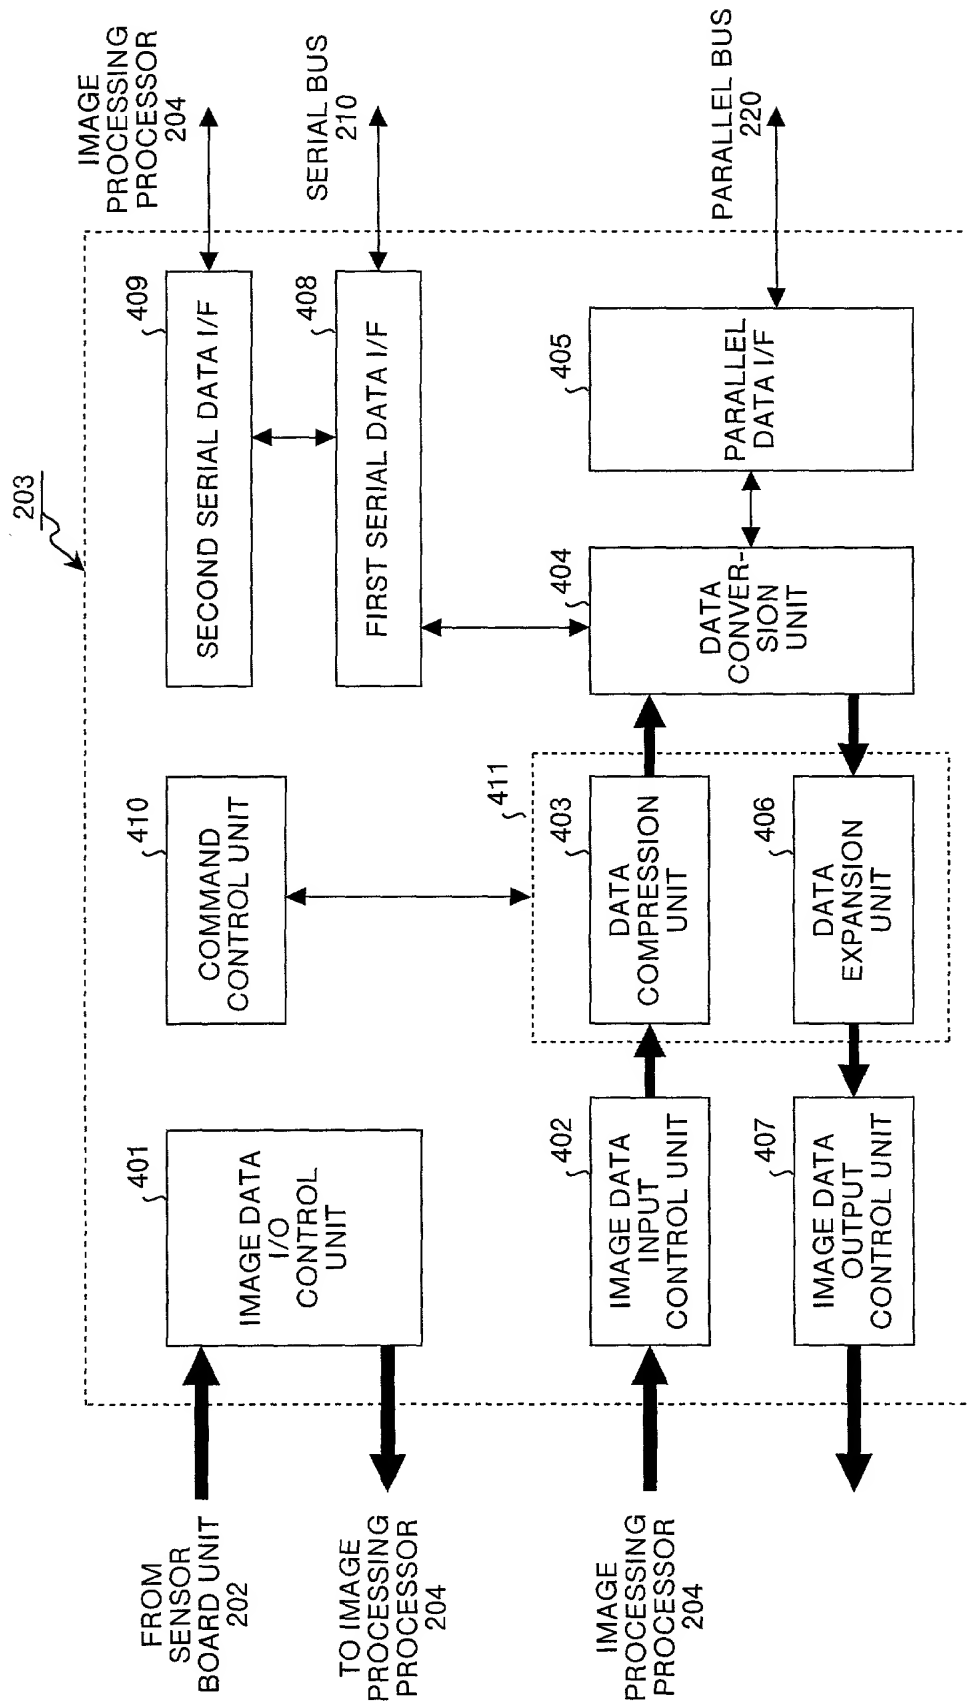 203
FROM
SENSOR
BOARD UNIT
202
TO IMAGE
PROCESSING
PROCESSOR
204
401
IMAGE DATA
I/O
CONTROL
UNIT
410
COMMAND
CONTROL UNIT
409
SECOND SERIAL DATA I/F
IMAGE
PROCESSING
PROCESSOR
204
408
FIRST SERIAL DATA I/F
SERIAL BUS
210
IMAGE
PROCESSING
PROCESSOR
204
402
IMAGE DATA
INPUT
CONTROL UNIT
411
403
DATA
COMPRESSION
UNIT
404
DATA
CONVER-
SION
UNIT
405
PARALLEL
DATA I/F
PARALLEL BUS
220
407
IMAGE DATA
OUTPUT
CONTROL UNIT
406
DATA
EXPANSION
UNIT